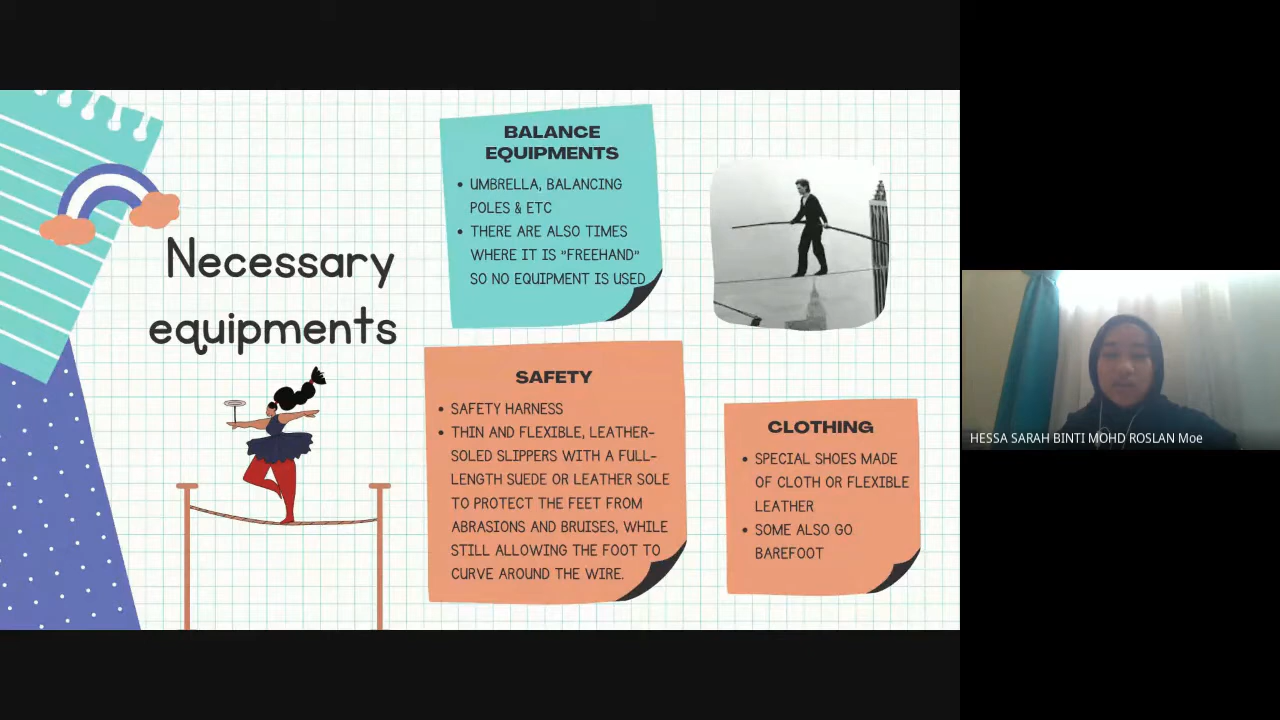 Necessary
equipments
BALANCE
EQUIPMENTS
• UMBRELLA, BALANCING
POLES & ETC
• THERE ARE ALSO TIMES
WHERE IT IS "FREEHAND"
SO NO EQUIPMENT IS USED
SAFETY
• SAFETY HARNESS
• THIN AND FLEXIBLE, LEATHER-
SOLED SLIPPERS WITH A FULL-
LENGTH SUEDE OR LEATHER SOLE
TO PROTECT THE FEET FROM
ABRASIONS AND BRUISES, WHILE
STILL ALLOWING THE FOOT TO
CURVE AROUND THE WIRE.
CLOTHING
• SPECIAL SHOES MADE
OF CLOTH OR FLEXIBLE
LEATHER
• SOME ALSO GO
BAREFOOT
HESSA SARAH BINTI MOHD ROSLAN Moe